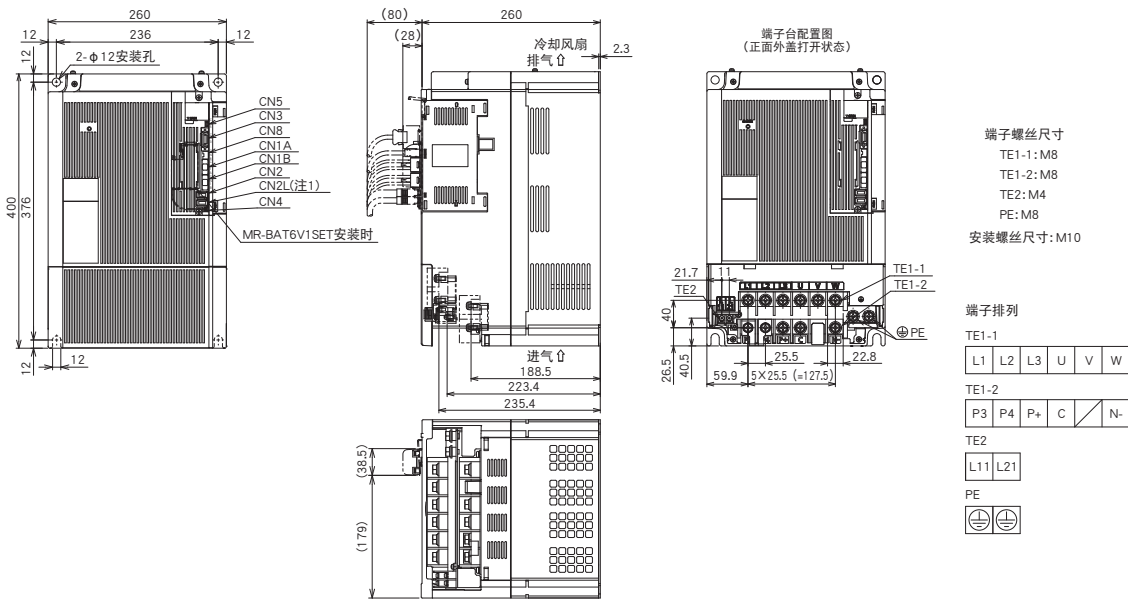 260
12
236
12
12
2-φ12安装孔
CN5
CN3
CN8
CN1A
CN1B
CN2
CN2L(注1)
CN4
MR-BAT6V1SET安装时
400
376
12
12
(80)
260
(28)
冷却风扇
排气⇧
2.3
进气⇧
188.5
223.4
235.4
(38.5)
(179)
端子台配置图
(正面外盖打开状态)
21.7
11
TE2
L1 L2 L3 U V W
TE1-1
TE1-2
PE
40
26.5
40.5
25.5
22.8
59.9
5×25.5 (=127.5)
端子螺丝尺寸
TE1-1:M8
TE1-2:M8
TE2:M4
PE:M8
安装螺丝尺寸:M10
端子排列
TE1-1
L1 L2 L3 U V W
TE1-2
P3 P4 P+ C N-
TE2
L11 L21
PE